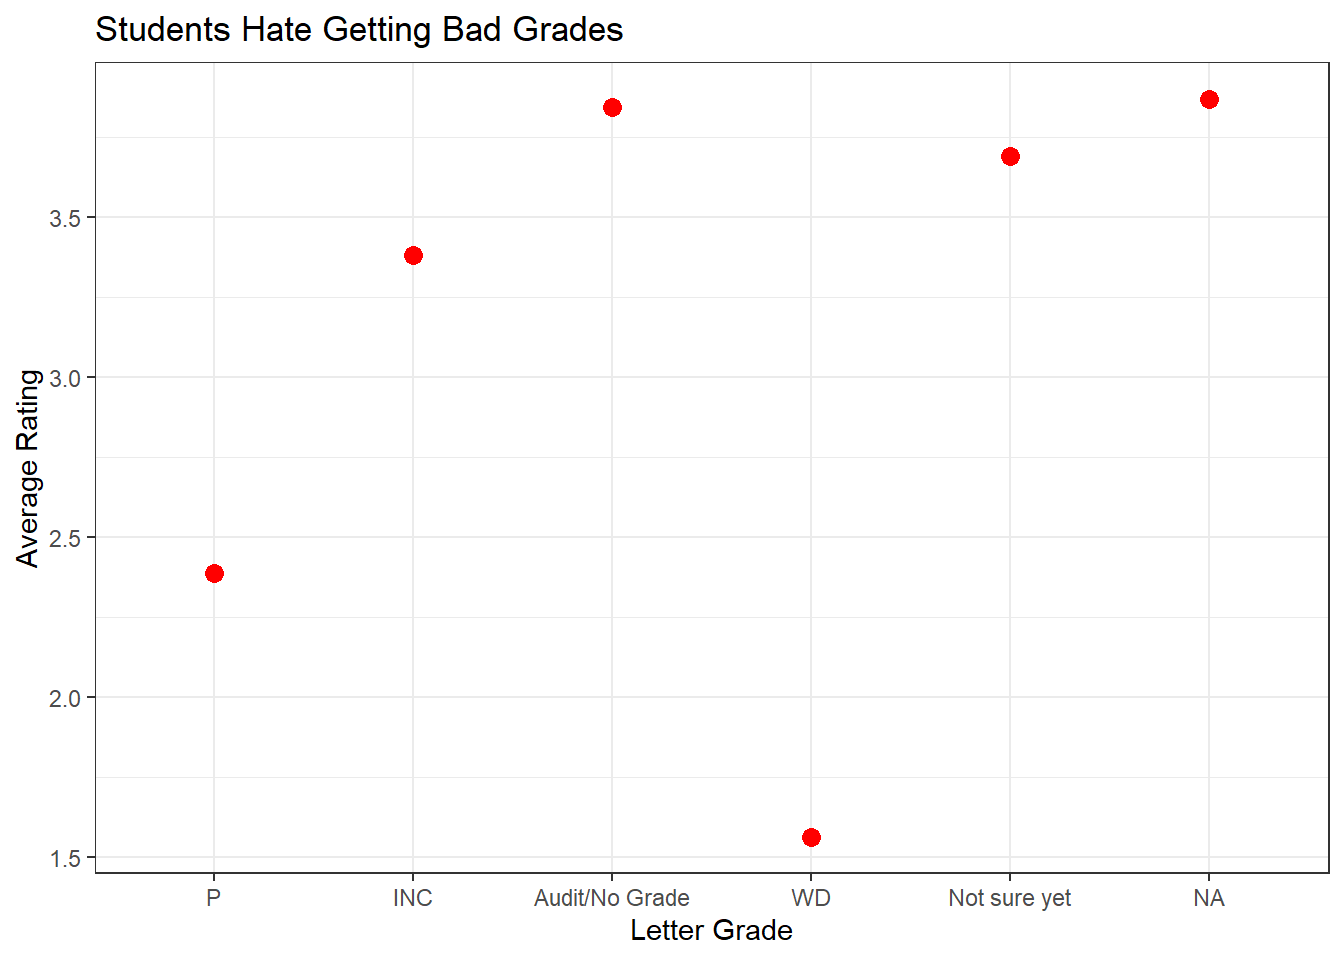 Students Hate Getting Bad Grades
Average Rating
3.5
3.0
2.5
2.0
1.5
P INC Audit/No Grade WD Not sure yet NA
Letter Grade